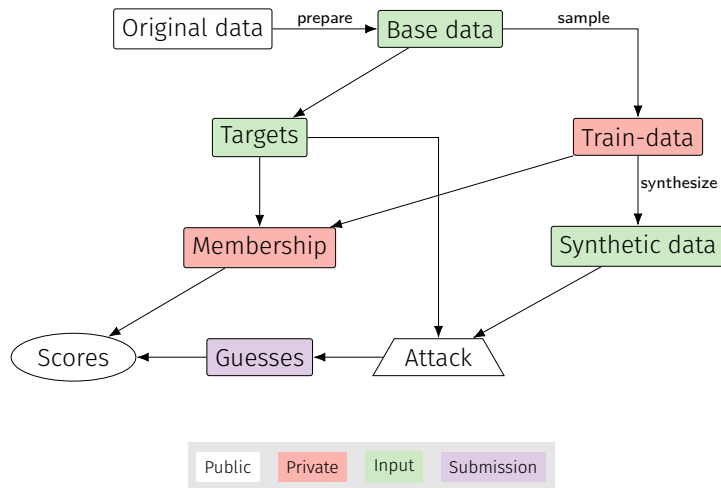 Original data
prepare
Base data
sample
Targets
Train-data
synthesize
Membership
Synthetic data
Scores
Guesses
Attack
Public
Private
Input
Submission